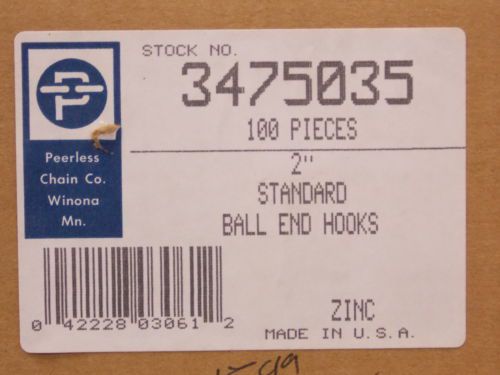 STOCK NO.
3475035
100 PIECES
Peerless
Chain Co.
Winona
Mn.
2"
STANDARD
BALL END HOOKS
0 42228 03061 2
ZINC
MADE IN U.S.A.